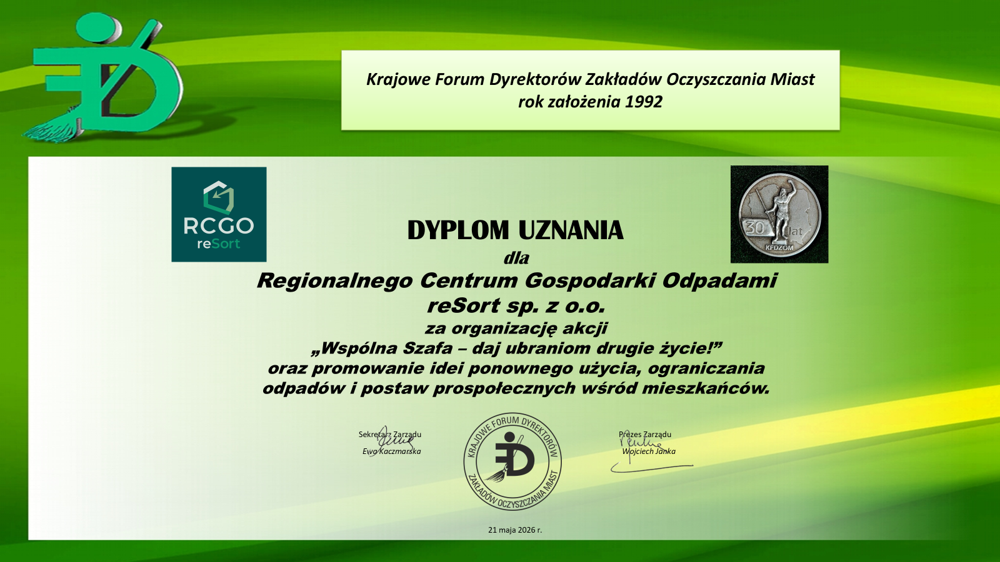 Krajowe Forum Dyrektorów Zakładów Oczyszczania Miast
rok założenia 1992
RCGO
reSort
30 lat
KFDZOM
DYPLOM UZNANIA
dla
Regionalnego Centrum Gospodarki Odpadami
reSort sp. z o.o.
za organizację akcji
„Wspólna Szafa – daj ubraniom drugie życie!”
oraz promowanie idei ponownego użycia, ograniczania
odpadów i postaw prospołecznych wśród mieszkańców.
Sekretarz Zarządu
Ewa Kaczmarska
KRAJOWE FORUM DYREKTORÓW
ZAKŁADÓW OCZYSZCZANIA MIAST
Prezes Zarządu
Wojciech Janka
21 maja 2026 r.